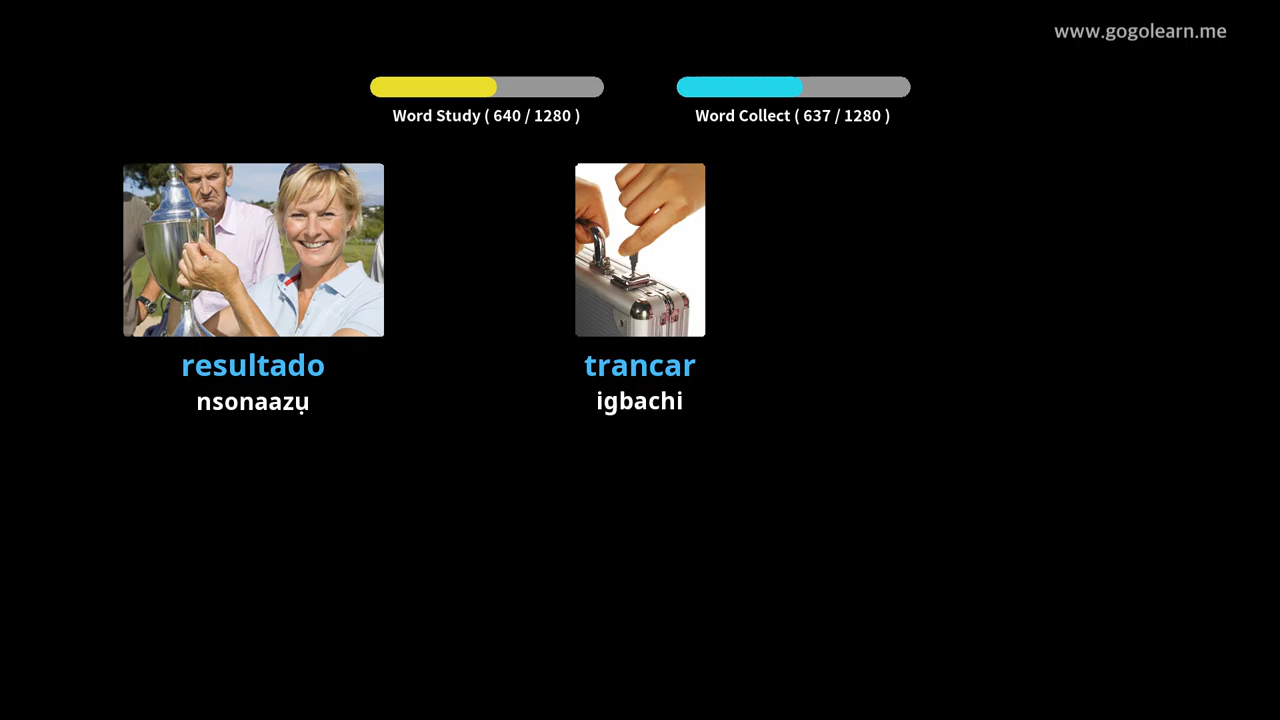 www.gogolearn.me
Word Study ( 640 / 1280 )
Word Collect ( 637 / 1280 )
resultado
nsonaazụ
trancar
igbachi